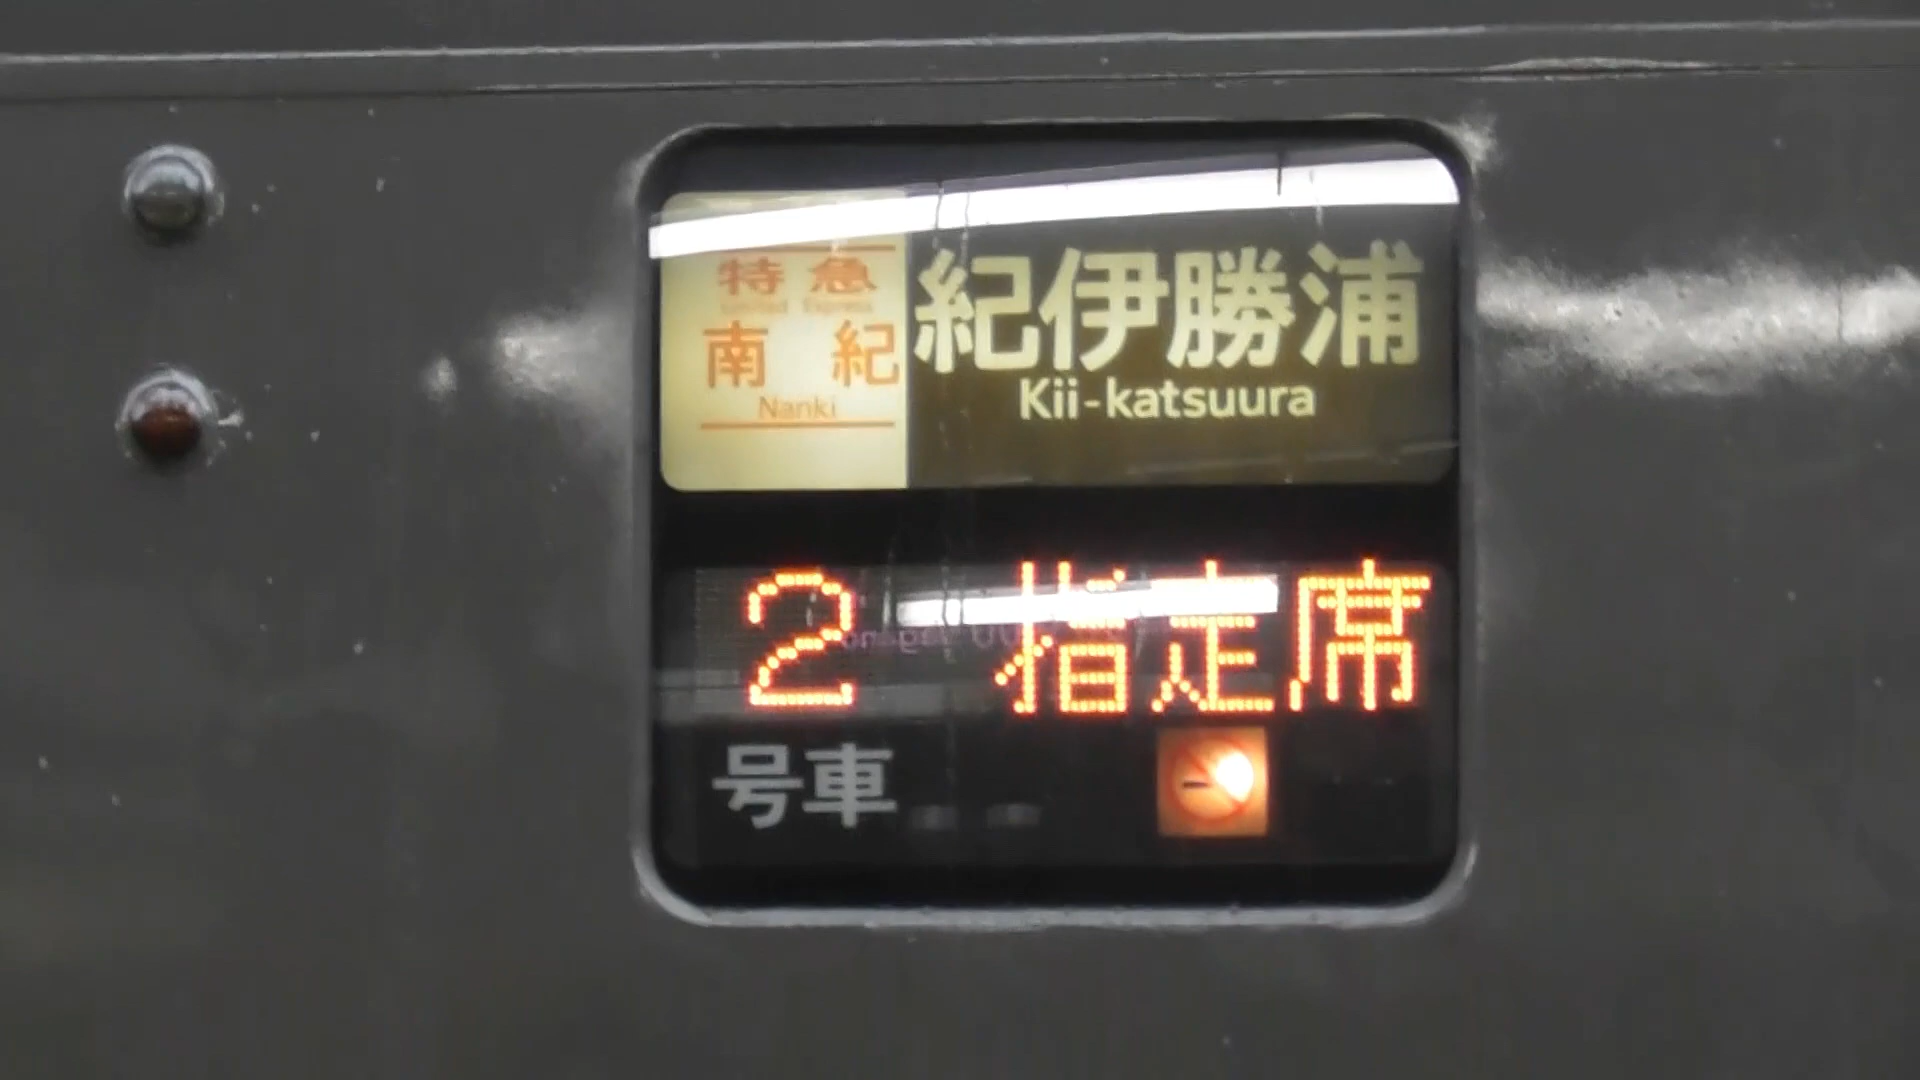 特急
Limited Express
南紀
Nanki
紀伊勝浦
Kii-katsuura
2 指定席
号車